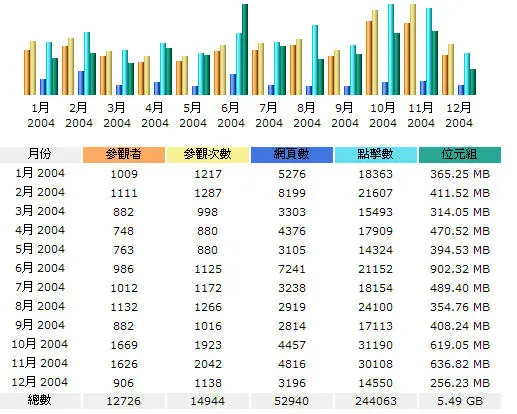 1月 2月 3月 4月 5月 6月 7月 8月 9月 10月 11月 12月
2004 2004 2004 2004 2004 2004 2004 2004 2004 2004 2004 2004
月份 參觀者 參觀次數 網頁數 點擊數 位元組
1月 2004 1009 1217 5276 18363 365.25 MB
2月 2004 1111 1287 8199 21607 411.52 MB
3月 2004 882 998 3303 15493 314.05 MB
4月 2004 748 880 4376 17909 470.52 MB
5月 2004 763 880 3105 14324 394.53 MB
6月 2004 986 1125 7241 21152 902.32 MB
7月 2004 1012 1172 3238 18154 489.40 MB
8月 2004 1132 1266 2919 24100 354.76 MB
9月 2004 882 1016 2814 17113 408.24 MB
10月 2004 1669 1923 4457 31190 619.05 MB
11月 2004 1626 2042 4816 30108 636.82 MB
12月 2004 906 1138 3196 14550 256.23 MB
總數 12726 14944 52940 244063 5.49 GB